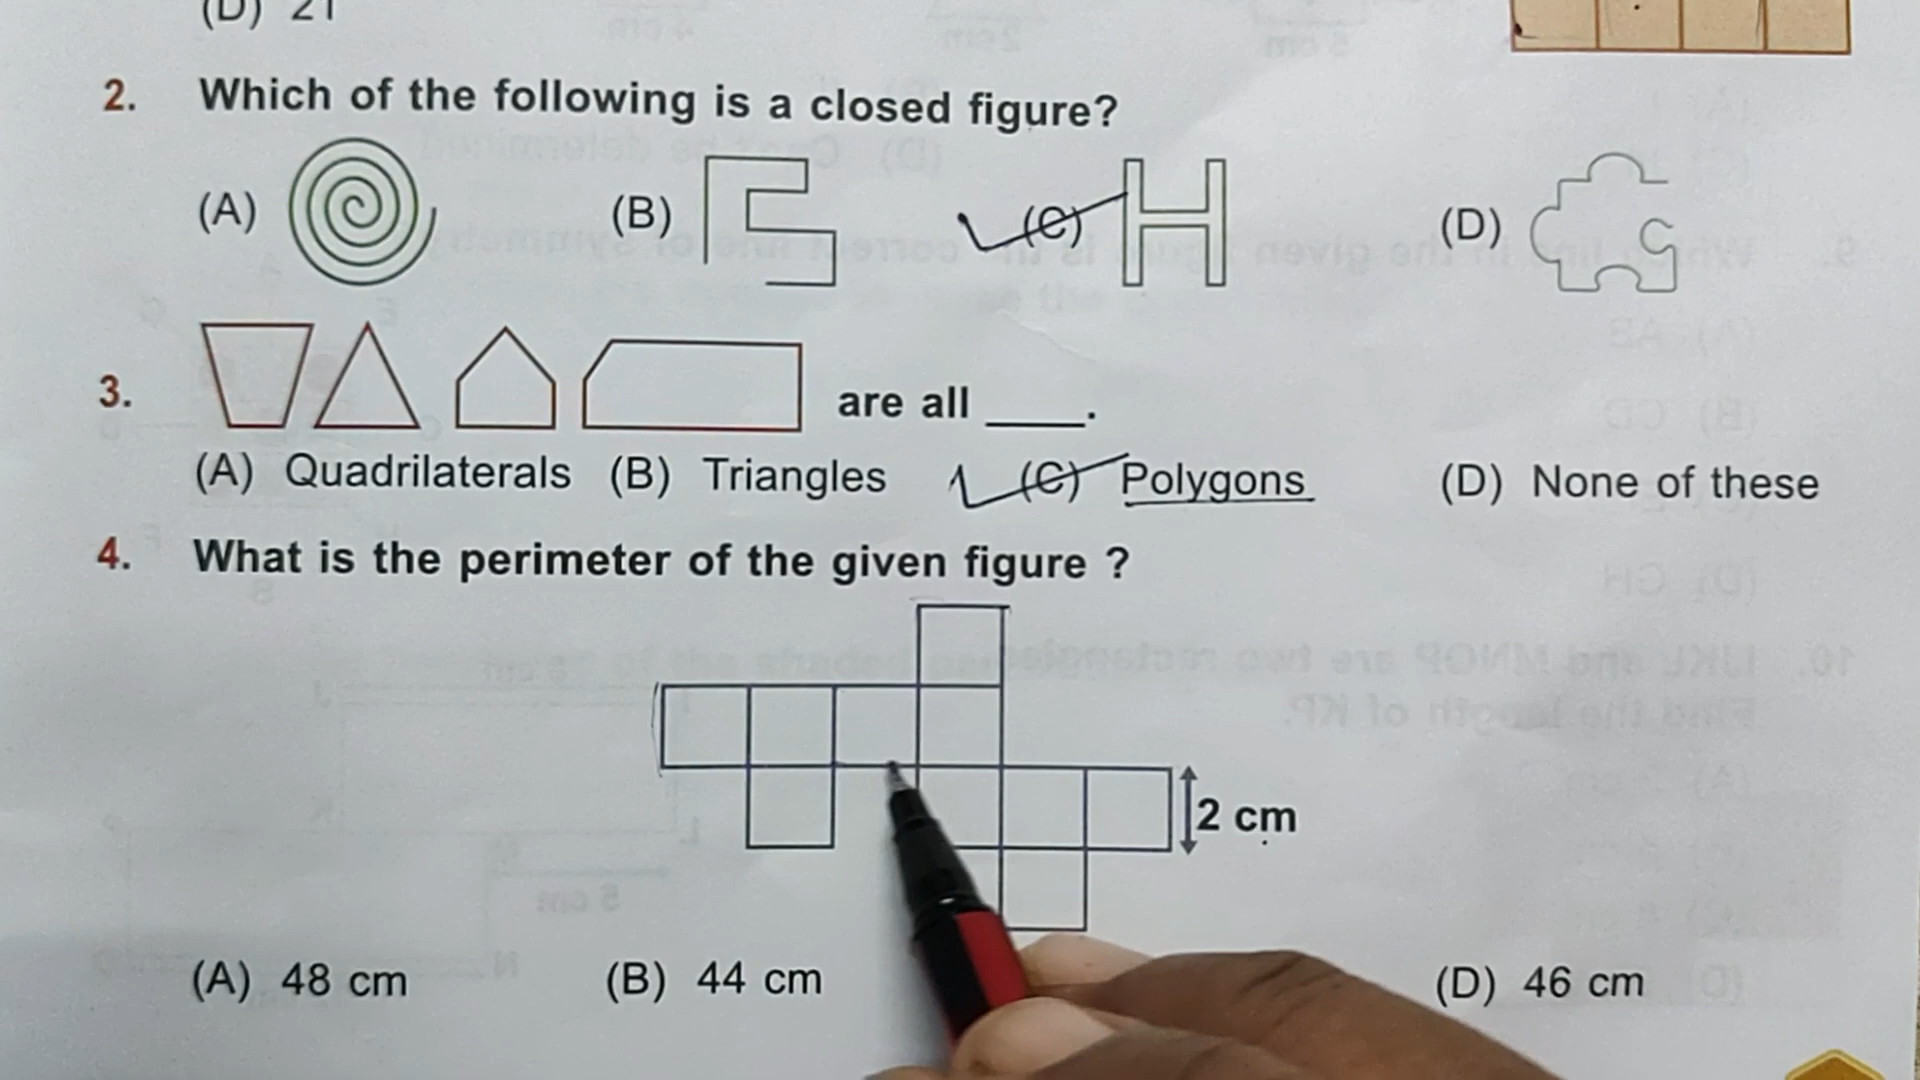 (D) 21
2. Which of the following is a closed figure?
(A) (B) (C) (D)
3. are all ____.
(A) Quadrilaterals (B) Triangles (C) Polygons (D) None of these
4. What is the perimeter of the given figure ?
2 cm
(A) 48 cm (B) 44 cm (D) 46 cm